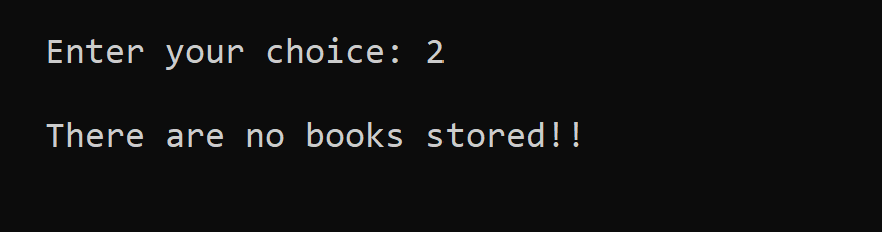 Enter your choice: 2
There are no books stored!!